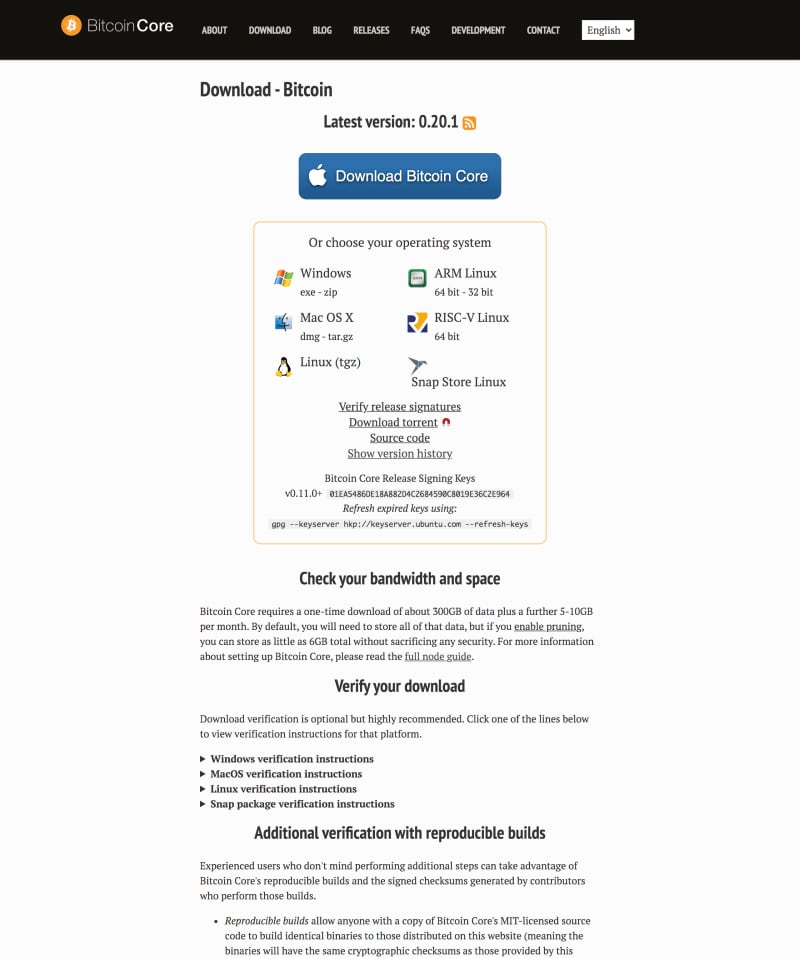 BitcoinCore
ABOUT DOWNLOAD BLOG RELEASES FAQS DEVELOPMENT CONTACT English
Download - Bitcoin
Latest version: 0.20.1
Download Bitcoin Core
Or choose your operating system
Windows
exe - zip
ARM Linux
64 bit - 32 bit
Mac OS X
dmg - tar.gz
RISC-V Linux
64 bit
Linux (tgz)
Snap Store Linux
Verify release signatures
Download torrent
Source code
Show version history
Bitcoin Core Release Signing Keys
v0.11.0+ 01EA5486DE18A882D4C2684590C8019E36C2E964
Refresh expired keys using:
gpg --keyserver hkp://keyserver.ubuntu.com --refresh-keys
Check your bandwidth and space
Bitcoin Core requires a one-time download of about 300GB of data plus a further 5-10GB
per month. By default, you will need to store all of that data, but if you enable pruning,
you can store as little as 6GB total without sacrificing any security. For more information
about setting up Bitcoin Core, please read the full node guide.
Verify your download
Download verification is optional but highly recommended. Click one of the lines below
to view verification instructions for that platform.
Windows verification instructions
MacOS verification instructions
Linux verification instructions
Snap package verification instructions
Additional verification with reproducible builds
Experienced users who don't mind performing additional steps can take advantage of
Bitcoin Core's reproducible builds and the signed checksums generated by contributors
who perform those builds.
• Reproducible builds allow anyone with a copy of Bitcoin Core's MIT-licensed source
code to build identical binaries to those distributed on this website (meaning the
binaries will have the same cryptographic checksums as those provided by this